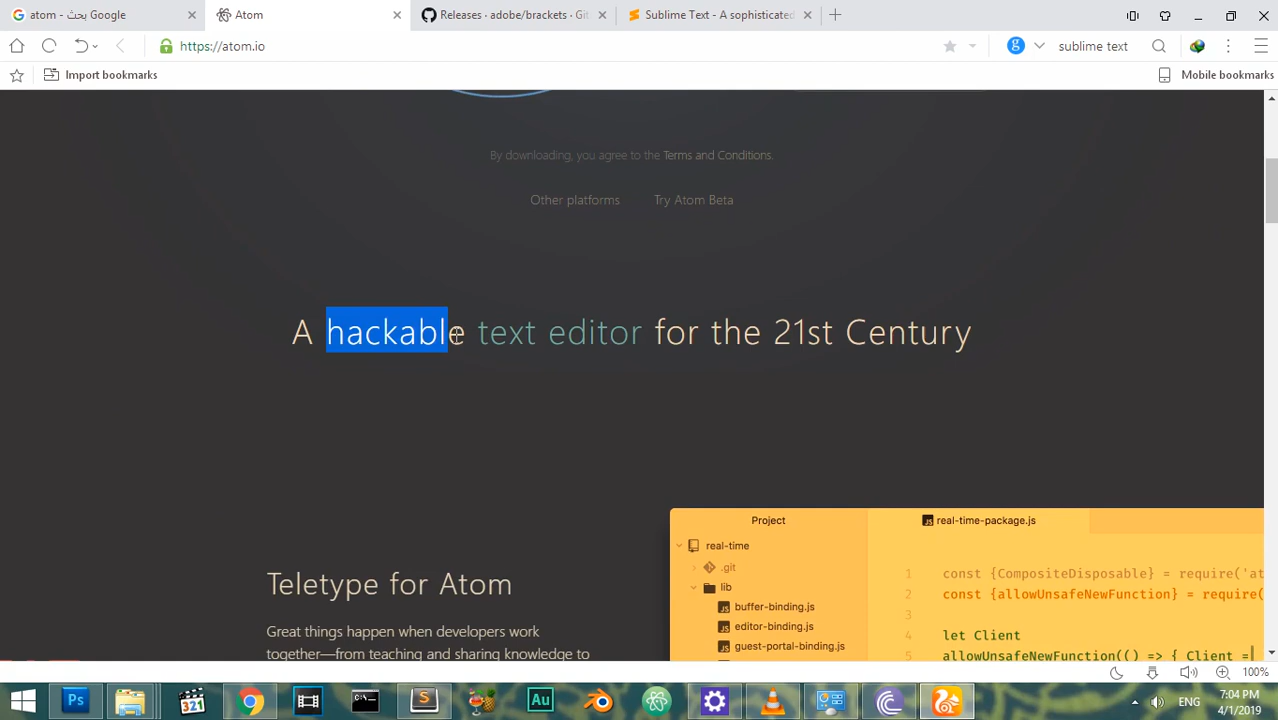 atom - بحث Google
Atom
Releases · adobe/brackets · Git
Sublime Text - A sophisticated
https://atom.io
sublime text
Import bookmarks
Mobile bookmarks
By downloading, you agree to the Terms and Conditions.
Other platforms
Try Atom Beta
A hackable text editor for the 21st Century
Project
real-time-package.js
real-time
.git
lib
buffer-binding.js
editor-binding.js
guest-portal-binding.js
1 const {CompositeDisposable} = require('at
2 const {allowUnsafeNewFunction} = require(
3
4 let Client
5 allowUnsafeNewFunction(() => { Client =
Teletype for Atom
Great things happen when developers work
together—from teaching and sharing knowledge to
100%
Ps
321
Au
ENG
7:04 PM
4/1/2019